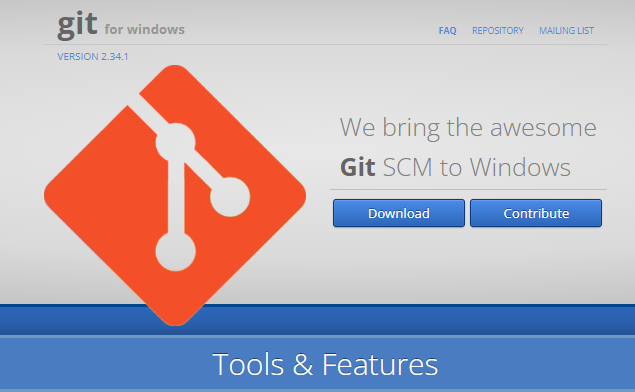 git for windows
FAQ REPOSITORY MAILING LIST
VERSION 2.34.1
We bring the awesome
Git SCM to Windows
Download Contribute
Tools & Features